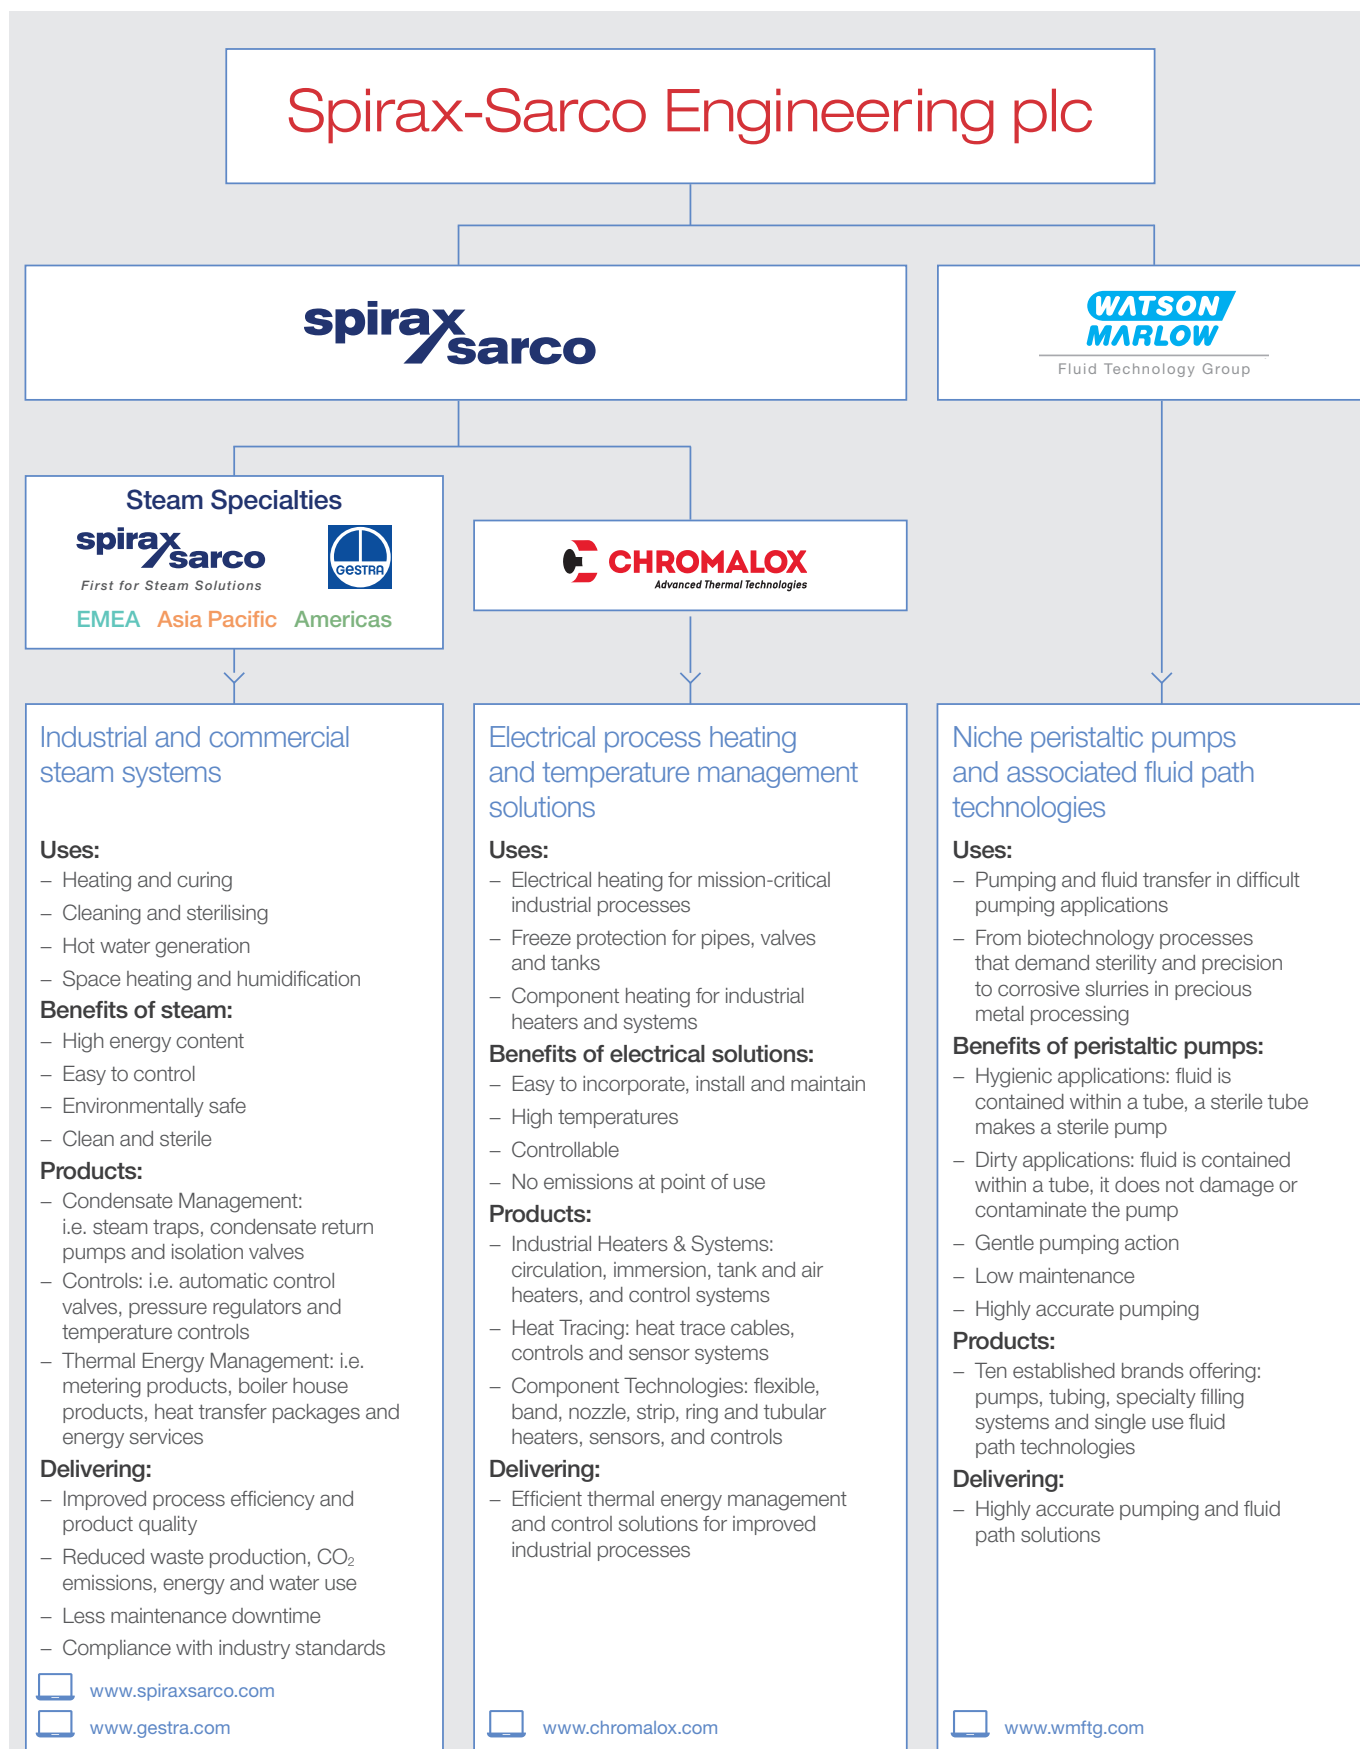 Spirax-Sarco Engineering plc
spirax
sarco
WATSON
MARLOW
Fluid Technology Group
Steam Specialties
spirax
sarco
First for Steam Solutions
GESTRA
EMEA Asia Pacific Americas
CHROMALOX
Advanced Thermal Technologies
Industrial and commercial
steam systems
Uses:
– Heating and curing
– Cleaning and sterilising
– Hot water generation
– Space heating and humidification
Benefits of steam:
– High energy content
– Easy to control
– Environmentally safe
– Clean and sterile
Products:
– Condensate Management:
i.e. steam traps, condensate return
pumps and isolation valves
– Controls: i.e. automatic control
valves, pressure regulators and
temperature controls
– Thermal Energy Management: i.e.
metering products, boiler house
products, heat transfer packages and
energy services
Delivering:
– Improved process efficiency and
product quality
– Reduced waste production, CO₂
emissions, energy and water use
– Less maintenance downtime
– Compliance with industry standards
www.spiraxsarco.com
www.gestra.com
Electrical process heating
and temperature management
solutions
Uses:
– Electrical heating for mission-critical
industrial processes
– Freeze protection for pipes, valves
and tanks
– Component heating for industrial
heaters and systems
Benefits of electrical solutions:
– Easy to incorporate, install and maintain
– High temperatures
– Controllable
– No emissions at point of use
Products:
– Industrial Heaters & Systems:
circulation, immersion, tank and air
heaters, and control systems
– Heat Tracing: heat trace cables,
controls and sensor systems
– Component Technologies: flexible,
band, nozzle, strip, ring and tubular
heaters, sensors, and controls
Delivering:
– Efficient thermal energy management
and control solutions for improved
industrial processes
www.chromalox.com
Niche peristaltic pumps
and associated fluid path
technologies
Uses:
– Pumping and fluid transfer in difficult
pumping applications
– From biotechnology processes
that demand sterility and precision
to corrosive slurries in precious
metal processing
Benefits of peristaltic pumps:
– Hygienic applications: fluid is
contained within a tube, a sterile tube
makes a sterile pump
– Dirty applications: fluid is contained
within a tube, it does not damage or
contaminate the pump
– Gentle pumping action
– Low maintenance
– Highly accurate pumping
Products:
– Ten established brands offering:
pumps, tubing, specialty filling
systems and single use fluid
path technologies
Delivering:
– Highly accurate pumping and fluid
path solutions
www.wmftg.com